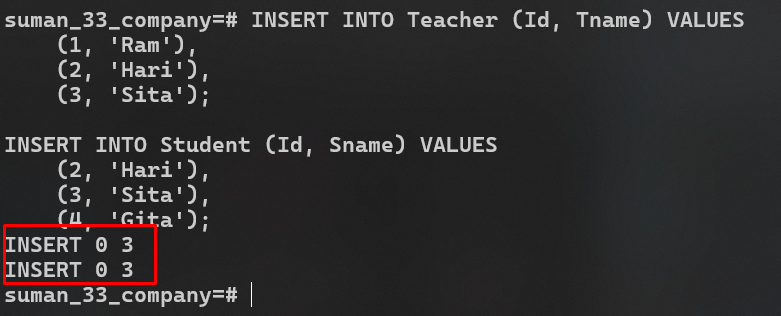 suman_33_company=# INSERT INTO Teacher (Id, Tname) VALUES
    (1, 'Ram'),
    (2, 'Hari'),
    (3, 'Sita');

INSERT INTO Student (Id, Sname) VALUES
    (2, 'Hari'),
    (3, 'Sita'),
    (4, 'Gita');
INSERT 0 3
INSERT 0 3
suman_33_company=#